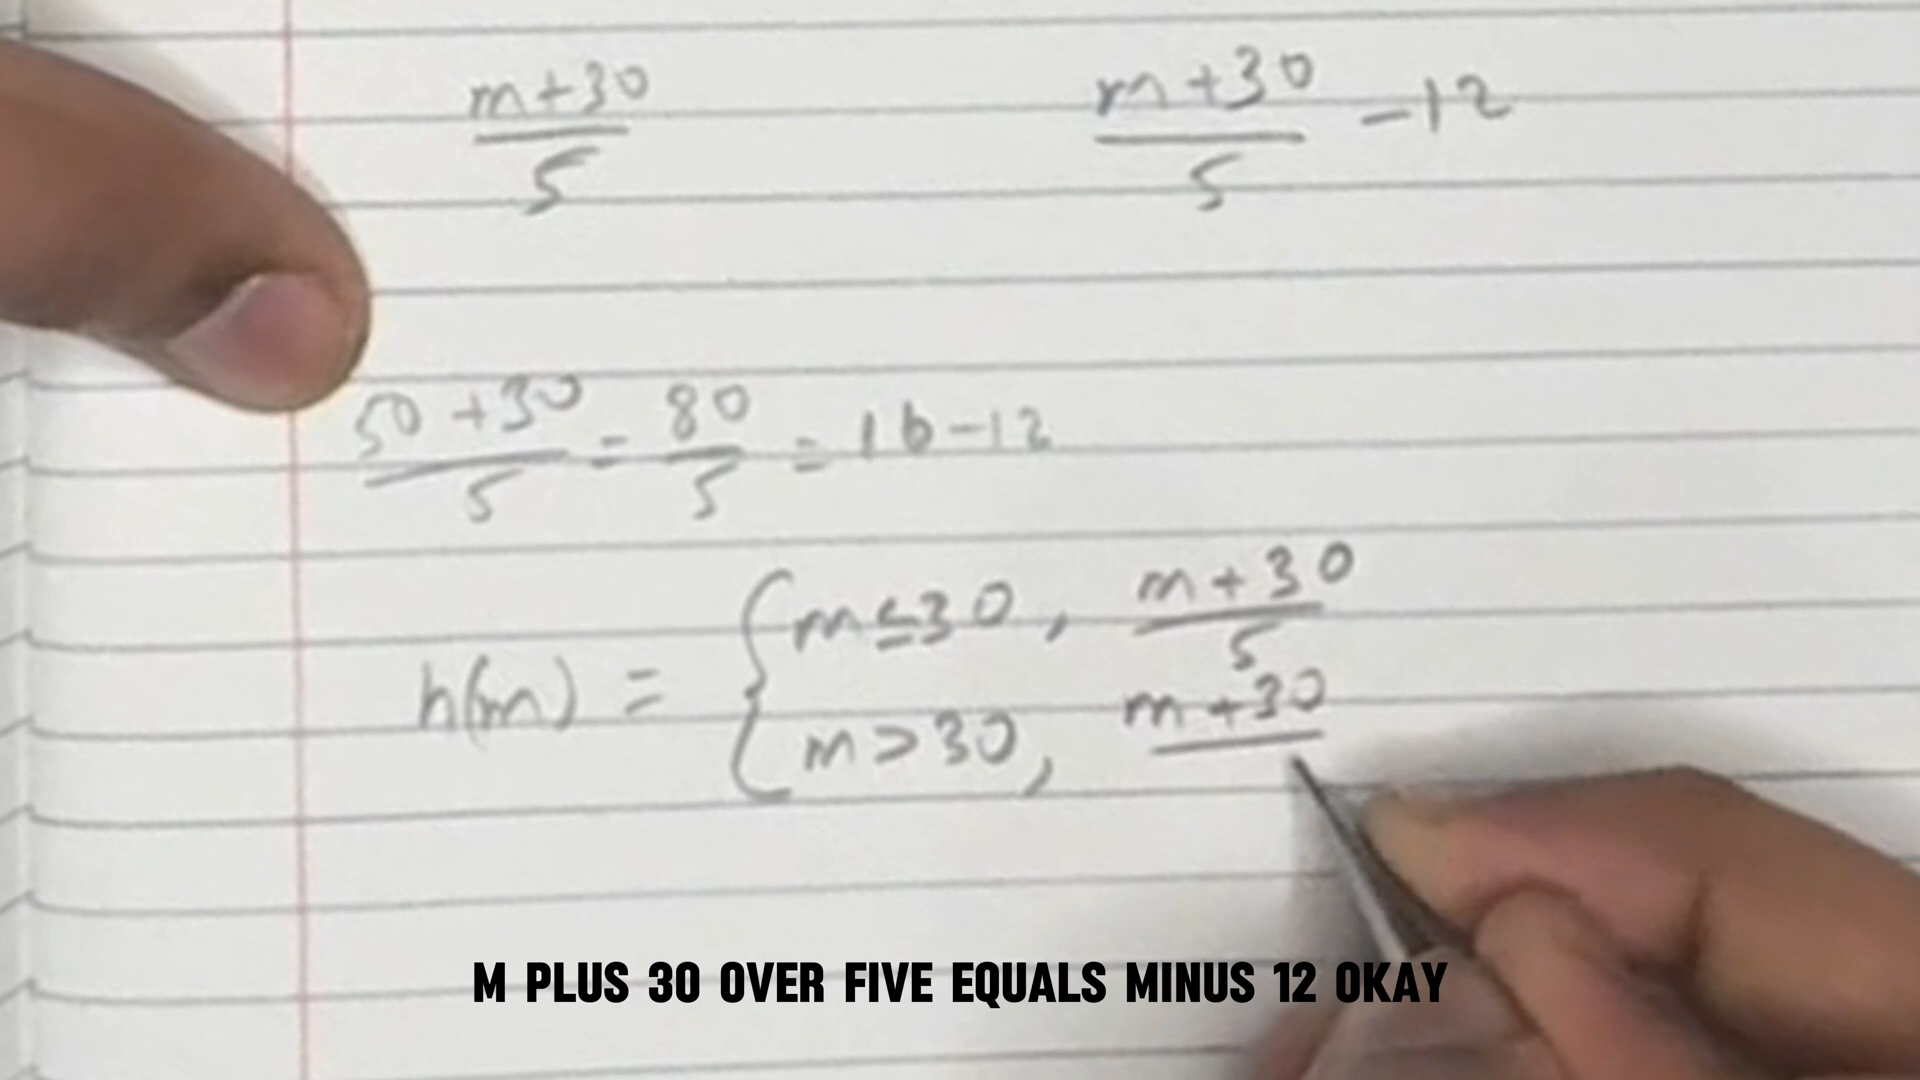 m+30
5
m+30
5
-12
50+30
5
=
80
5
= 16-12
h(m) = { m≤30, m+30
5
m>30, m+30
M PLUS 30 OVER FIVE EQUALS MINUS 12 OKAY